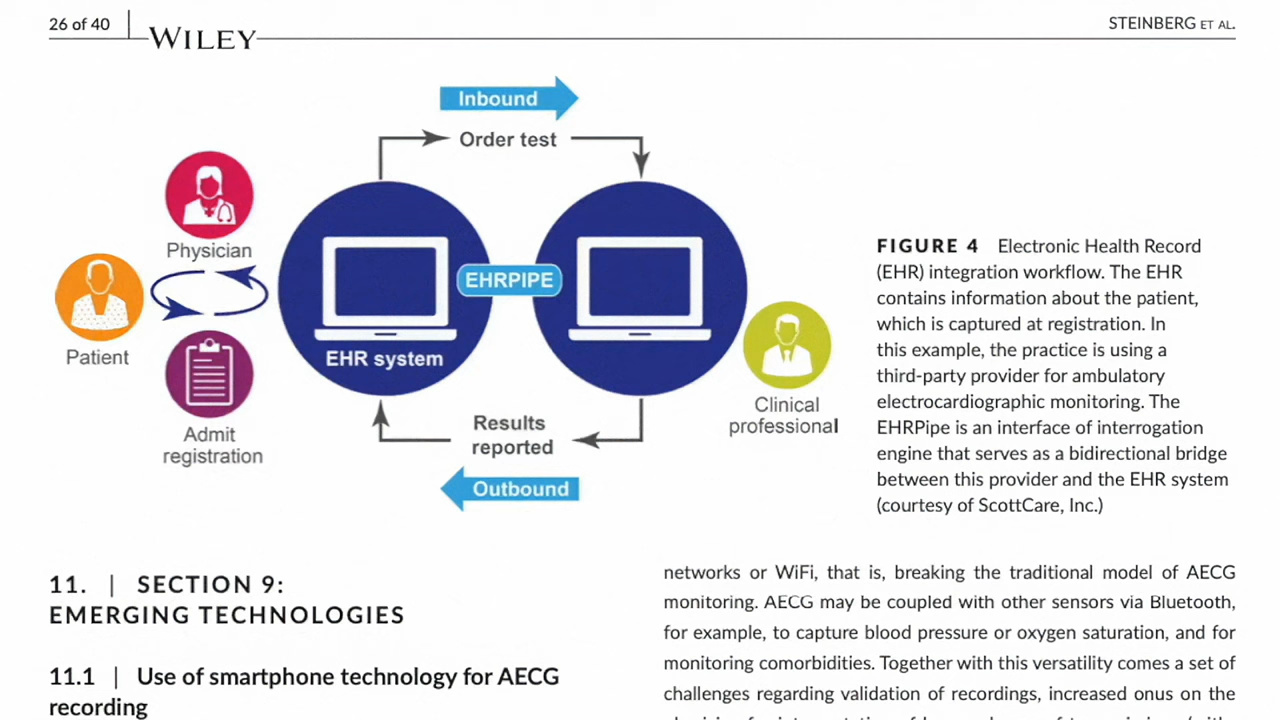 26 of 40
WILEY
STEINBERG ET AL.
Inbound
Order test
Physician
Patient
EHRPIPE
EHR system
Admit
registration
Results
reported
Outbound
Clinical
professional
FIGURE 4 Electronic Health Record
(EHR) integration workflow. The EHR
contains information about the patient,
which is captured at registration. In
this example, the practice is using a
third-party provider for ambulatory
electrocardiographic monitoring. The
EHRPipe is an interface of interrogation
engine that serves as a bidirectional bridge
between this provider and the EHR system
(courtesy of ScottCare, Inc.)
11. | SECTION 9:
EMERGING TECHNOLOGIES
11.1 | Use of smartphone technology for AECG
recording
networks or WiFi, that is, breaking the traditional model of AECG
monitoring. AECG may be coupled with other sensors via Bluetooth,
for example, to capture blood pressure or oxygen saturation, and for
monitoring comorbidities. Together with this versatility comes a set of
challenges regarding validation of recordings, increased onus on the